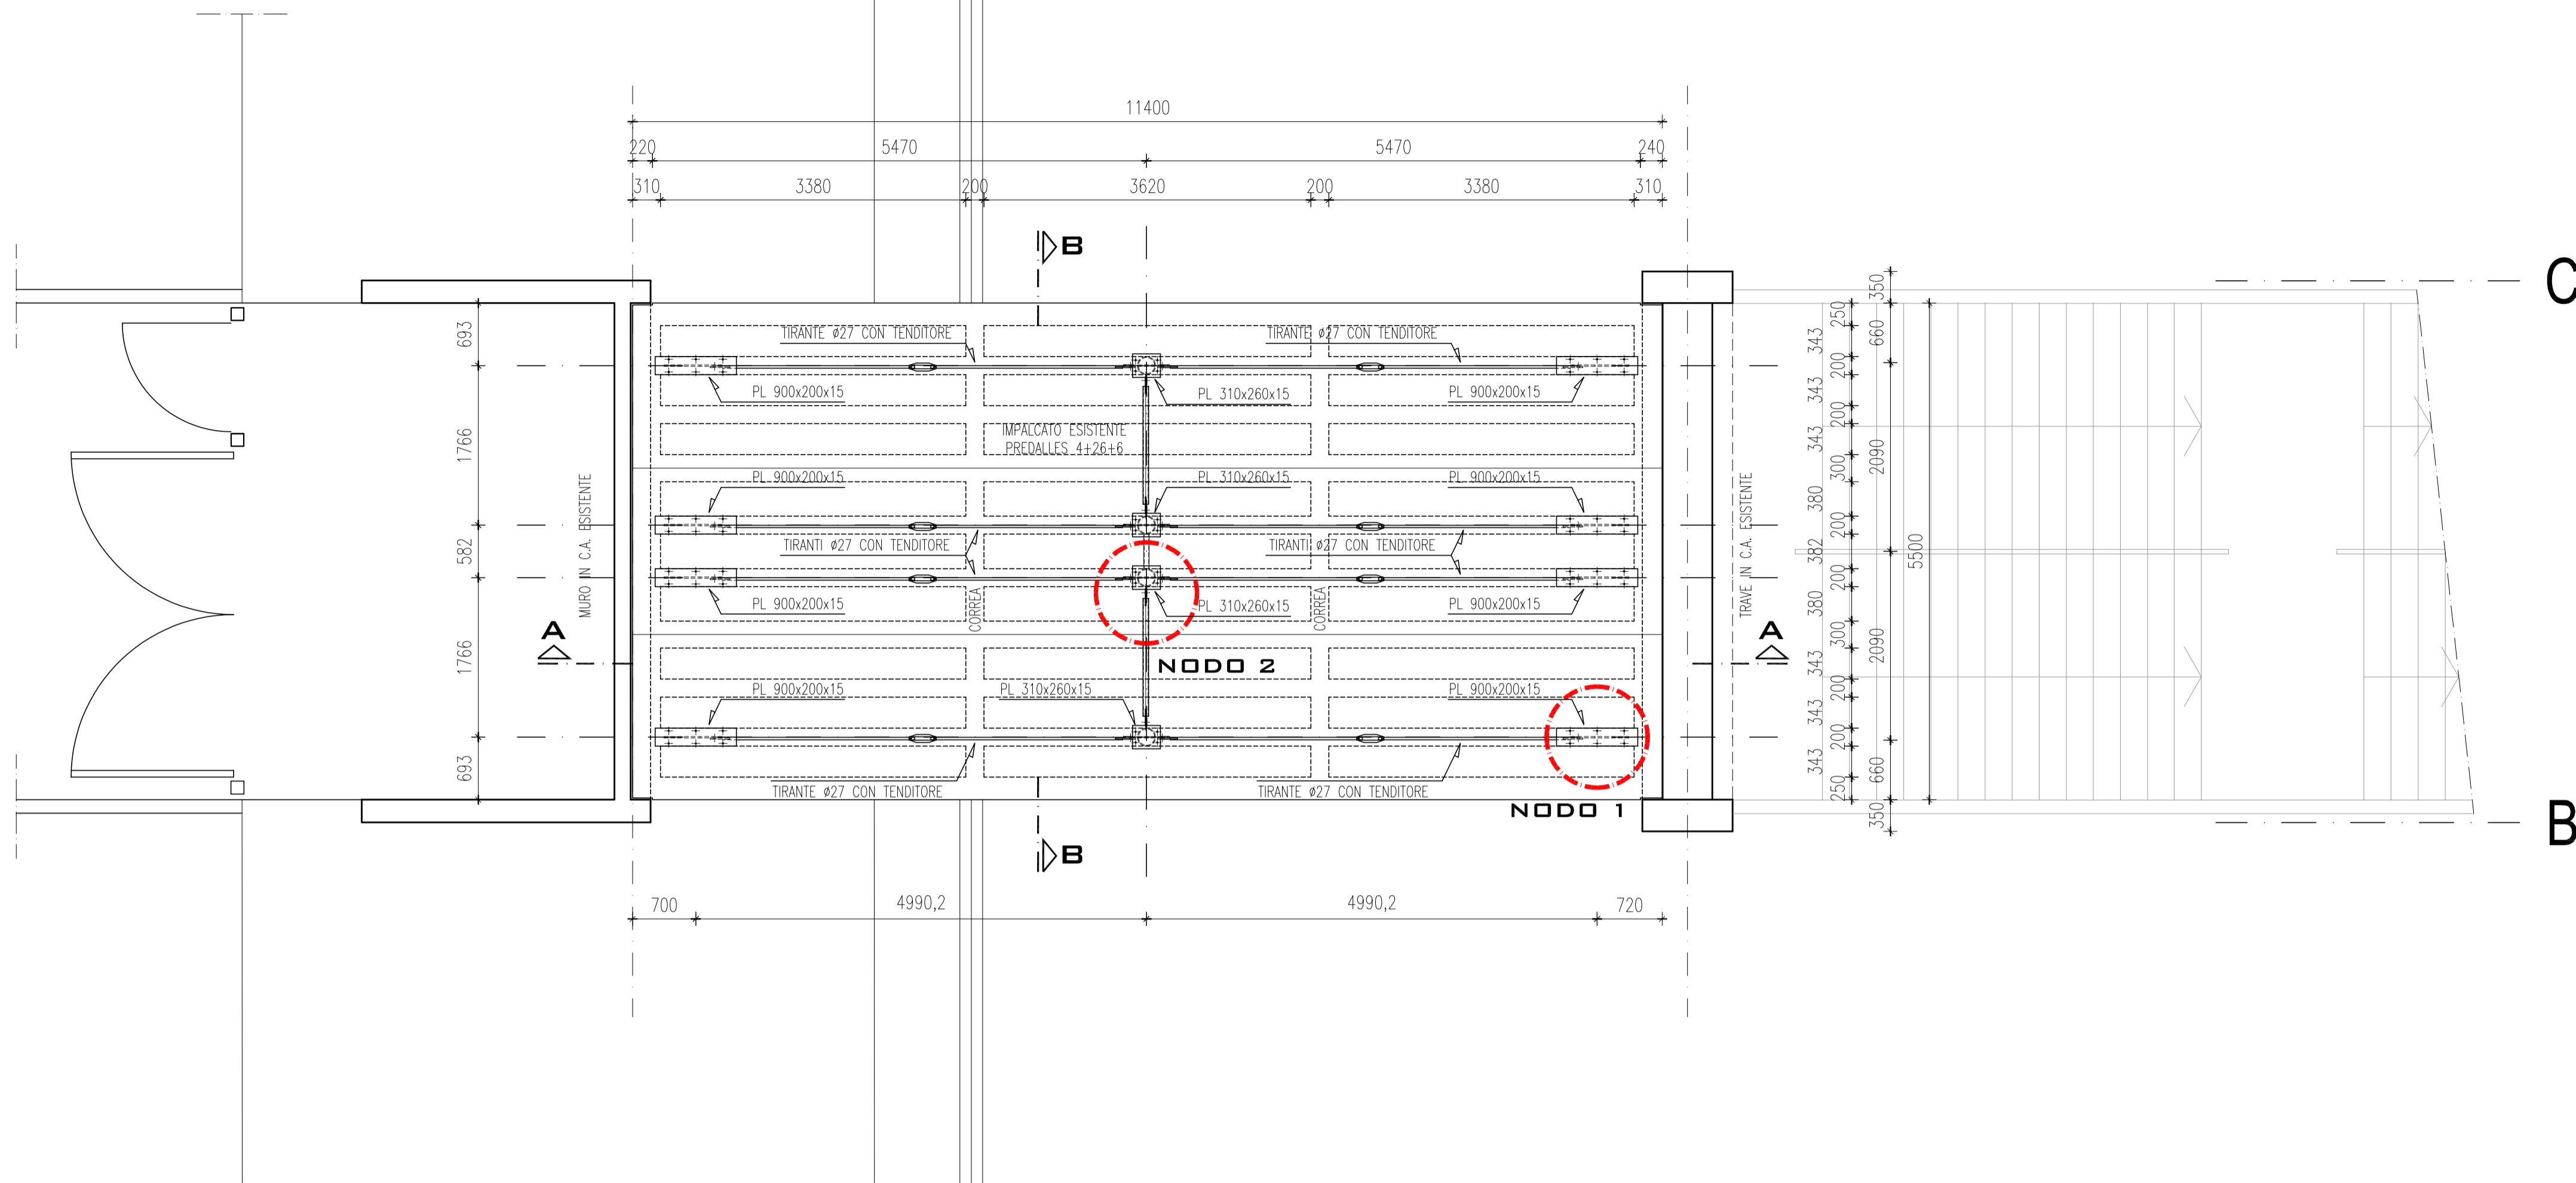 11400
220
5470
5470
240
310
3380
200
3620
200
3380
310
B
C
TIRANTE ø27 CON TENDITORE
TIRANTE ø27 CON TENDITORE
PL 900x200x15
PL 310x260x15
PL 900x200x15
IMPALCATO ESISTENTE
PREDALLES 4+26+6
PL 900x200x15
PL 310x260x15
PL 900x200x15
TIRANTI ø27 CON TENDITORE
TIRANTI ø27 CON TENDITORE
PL 900x200x15
PL 310x260x15
PL 900x200x15
CORREA
CORREA
MURO IN C.A. ESISTENTE
TRAVE IN C.A. ESISTENTE
A
A
NODO 2
PL 900x200x15
PL 310x260x15
PL 900x200x15
TIRANTE ø27 CON TENDITORE
TIRANTE ø27 CON TENDITORE
NODO 1
B
B
693
1766
582
1766
693
343
343
343
380
382
380
343
343
343
250
200
200
300
200
200
300
200
200
250
350
660
2090
2090
660
350
5500
700
4990,2
4990,2
720